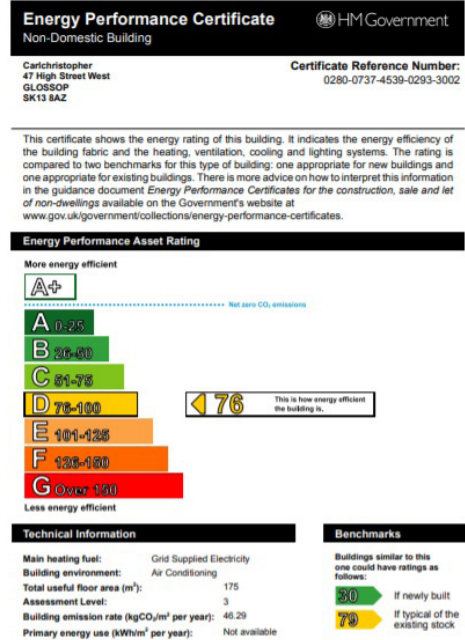 Energy Performance Certificate
HM Government
Non-Domestic Building
Carlchristopher
47 High Street West
GLOSSOP
SK13 8AZ
Certificate Reference Number:
0280-0737-4539-0293-3002
This certificate shows the energy rating of this building. It indicates the energy efficiency of
the building fabric and the heating, ventilation, cooling and lighting systems. The rating is
compared to two benchmarks for this type of building: one appropriate for new buildings and
one appropriate for existing buildings. There is more advice on how to interpret this information
in the guidance document Energy Performance Certificates for the construction, sale and let
of non-dwellings available on the Government's website at
www.gov.uk/government/collections/energy-performance-certificates.
Energy Performance Asset Rating
More energy efficient
A+
Net zero CO₂ emissions
A 0-25
B 26-50
C 51-75
D 76-100
76
This is how energy efficient
the building is.
E 101-125
F 126-150
G Over 150
Less energy efficient
Technical Information
Main heating fuel: Grid Supplied Electricity
Building environment: Air Conditioning
Total useful floor area (m²): 175
Assessment Level: 3
Building emission rate (kgCO₂/m² per year): 46.29
Primary energy use (kWh/m² per year): Not available
Benchmarks
Buildings similar to this
one could have ratings as
follows:
30 If newly built
79 If typical of the
existing stock